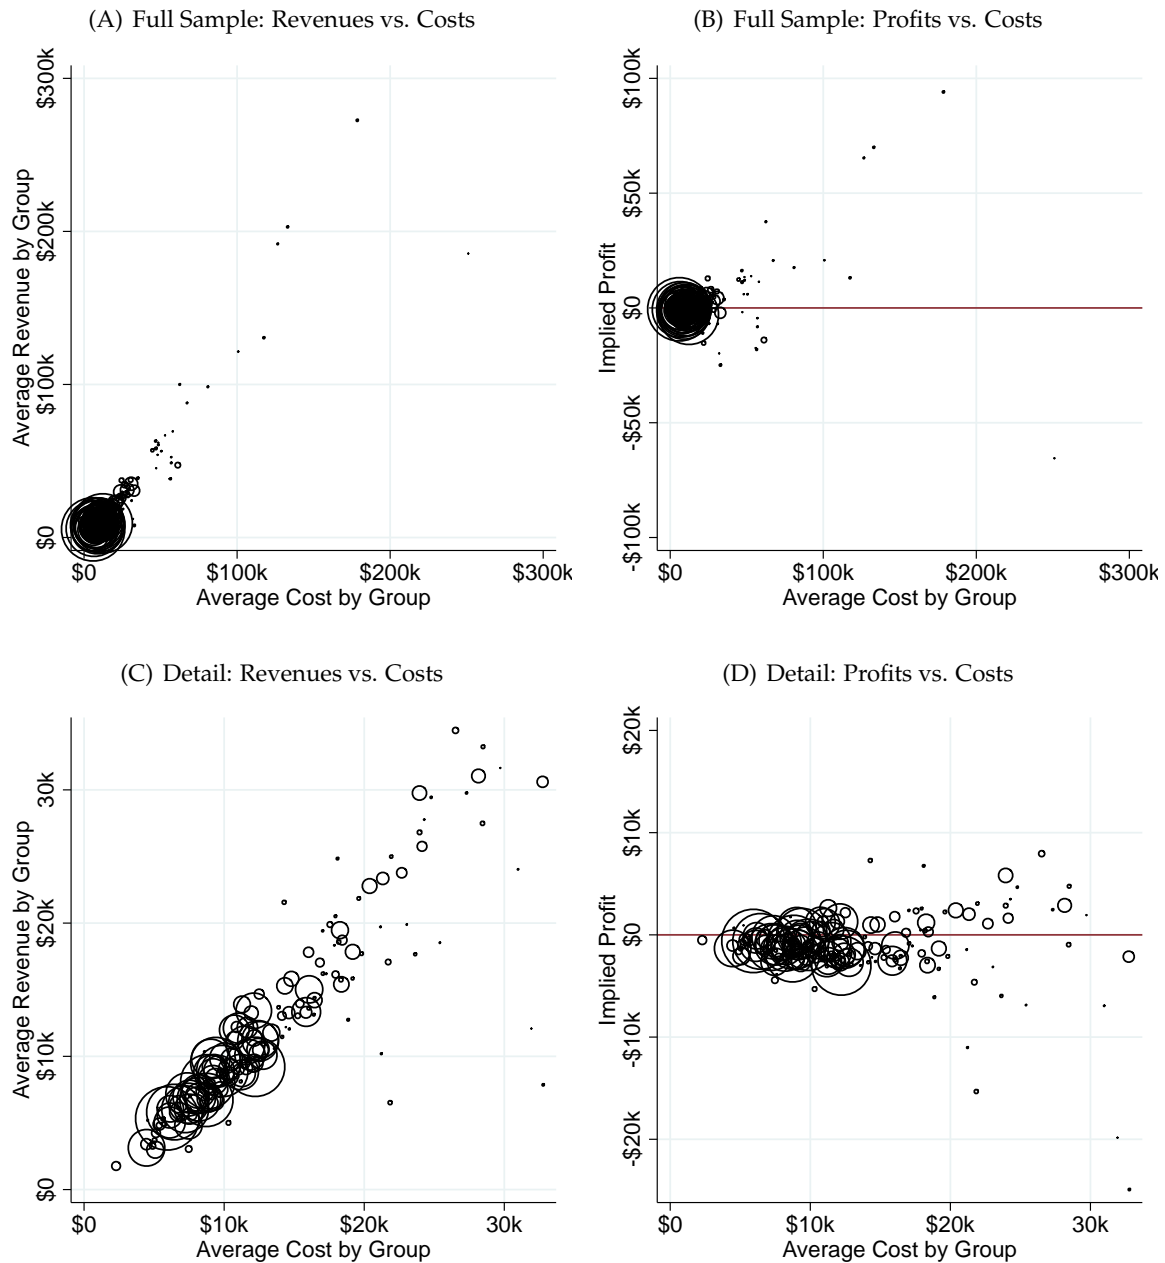 (A) Full Sample: Revenues vs. Costs
Average Revenue by Group
$300k
$200k
$100k
$0
$0 $100k $200k $300k
Average Cost by Group
(B) Full Sample: Profits vs. Costs
Implied Profit
$100k
$50k
$0
-$50k
-$100k
$0 $100k $200k $300k
Average Cost by Group
(C) Detail: Revenues vs. Costs
Average Revenue by Group
30k
$20k
$10k
$0
$0 $10k $20k 30k
Average Cost by Group
(D) Detail: Profits vs. Costs
Implied Profit
$20k
$10k
$0
-$10k
-$20k
$0 $10k $20k 30k
Average Cost by Group